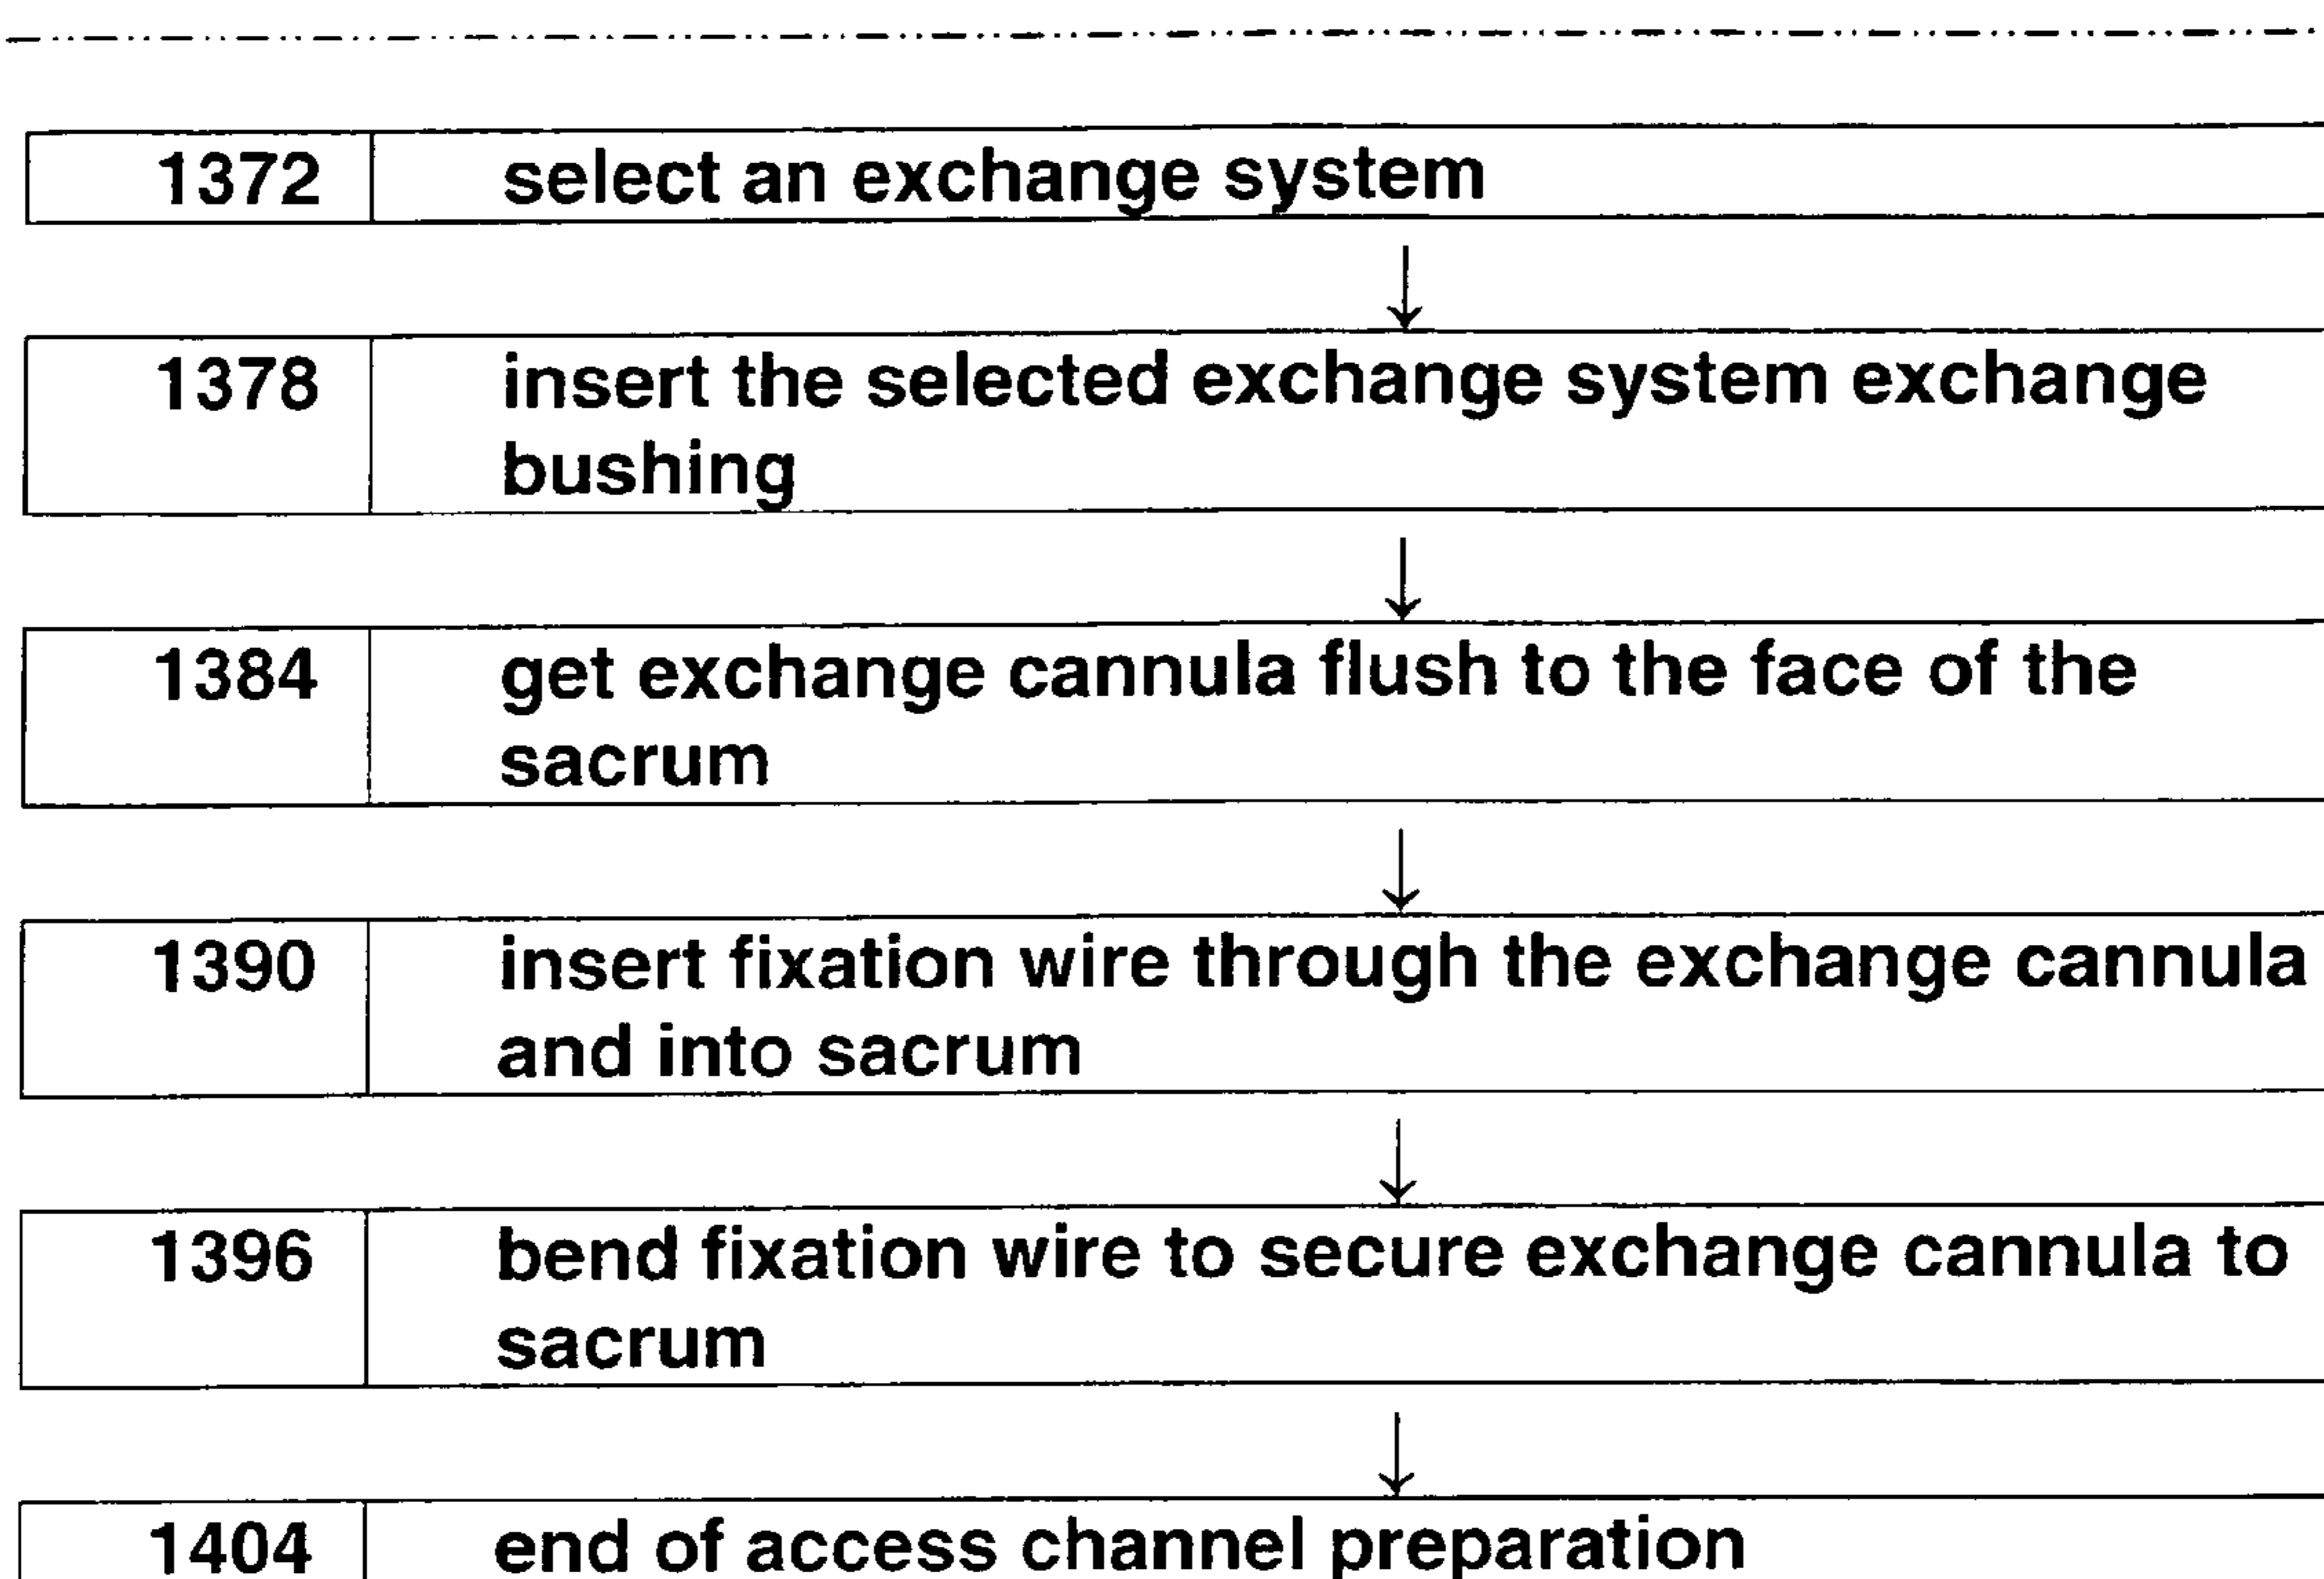 1372 select an exchange system
1378 insert the selected exchange system exchange
bushing
1384 get exchange cannula flush to the face of the
sacrum
1390 insert fixation wire through the exchange cannula
and into sacrum
1396 bend fixation wire to secure exchange cannula to
sacrum
1404 end of access channel preparation